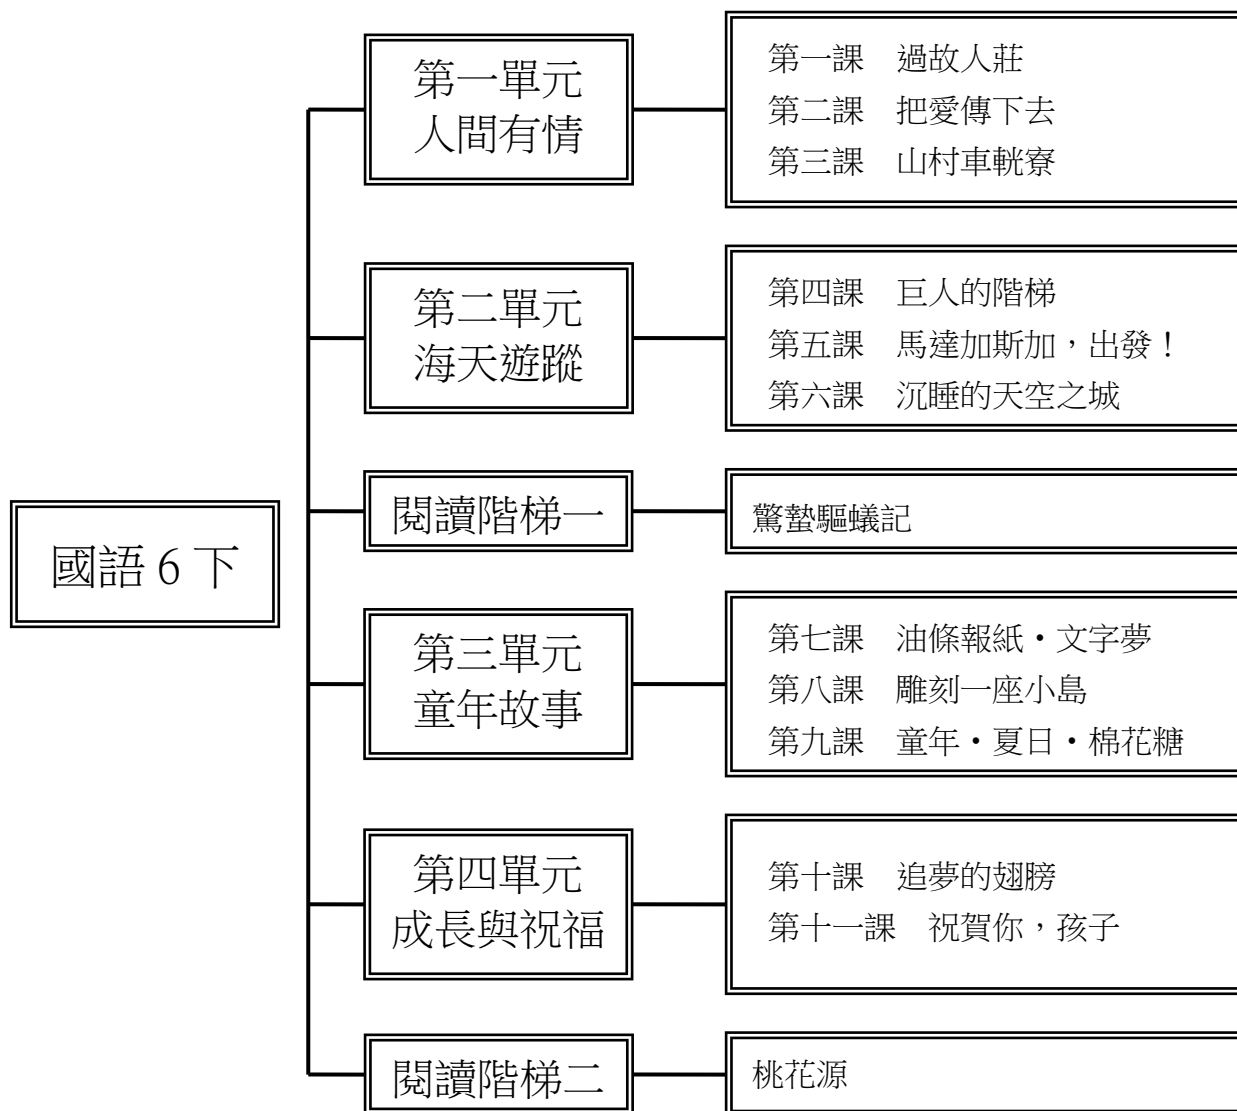 國語6下
第一單元
人間有情
第一課　過故人莊
第二課　把愛傳下去
第三課　山村車輄寮
第二單元
海天遊蹤
第四課　巨人的階梯
第五課　馬達加斯加，出發！
第六課　沉睡的天空之城
閱讀階梯一
驚蟄驅蟻記
第三單元
童年故事
第七課　油條報紙・文字夢
第八課　雕刻一座小島
第九課　童年・夏日・棉花糖
第四單元
成長與祝福
第十課　追夢的翅膀
第十一課　祝賀你，孩子
閱讀階梯二
桃花源